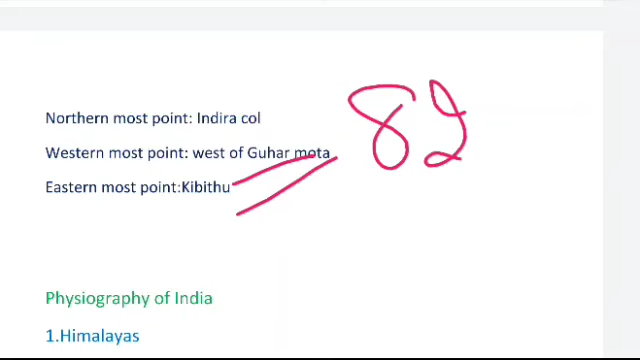 Northern most point: Indira col
Western most point: west of Guhar mota
Eastern most point:Kibithu
82
Physiography of India
1.Himalayas